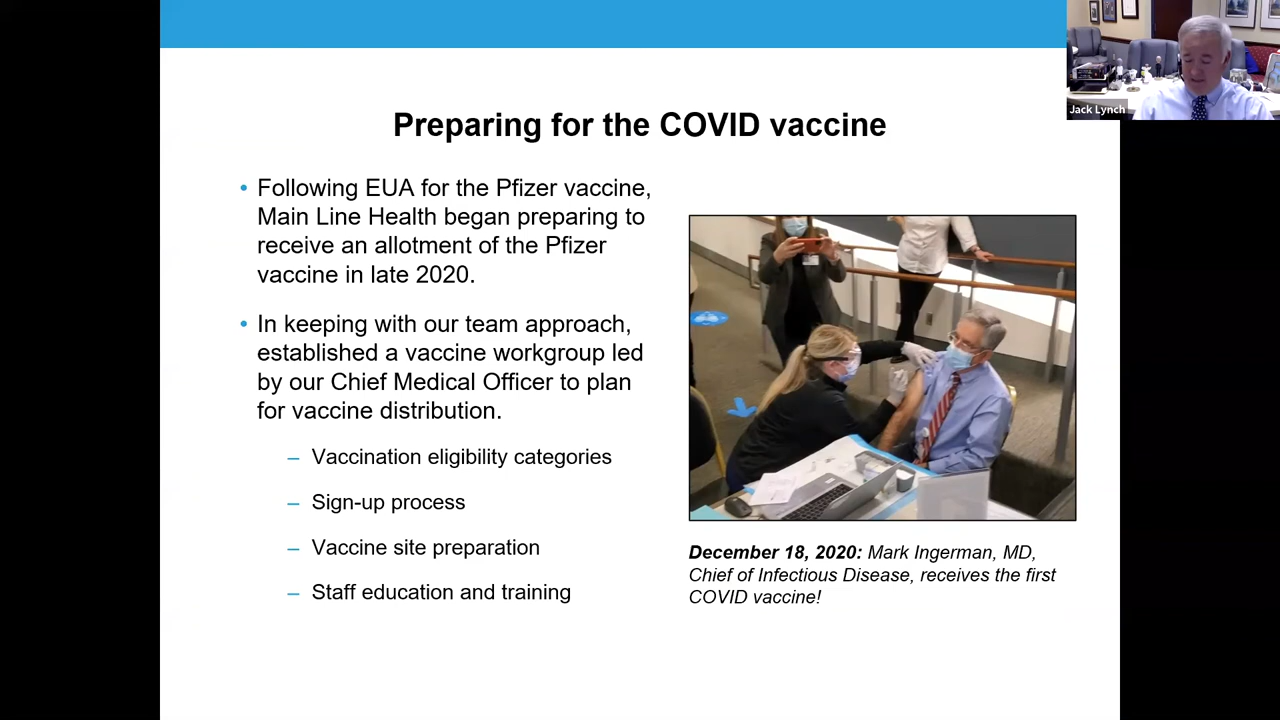 Jack Lynch
Preparing for the COVID vaccine
• Following EUA for the Pfizer vaccine,
Main Line Health began preparing to
receive an allotment of the Pfizer
vaccine in late 2020.
• In keeping with our team approach,
established a vaccine workgroup led
by our Chief Medical Officer to plan
for vaccine distribution.
– Vaccination eligibility categories
– Sign-up process
– Vaccine site preparation
– Staff education and training
December 18, 2020: Mark Ingerman, MD,
Chief of Infectious Disease, receives the first
COVID vaccine!